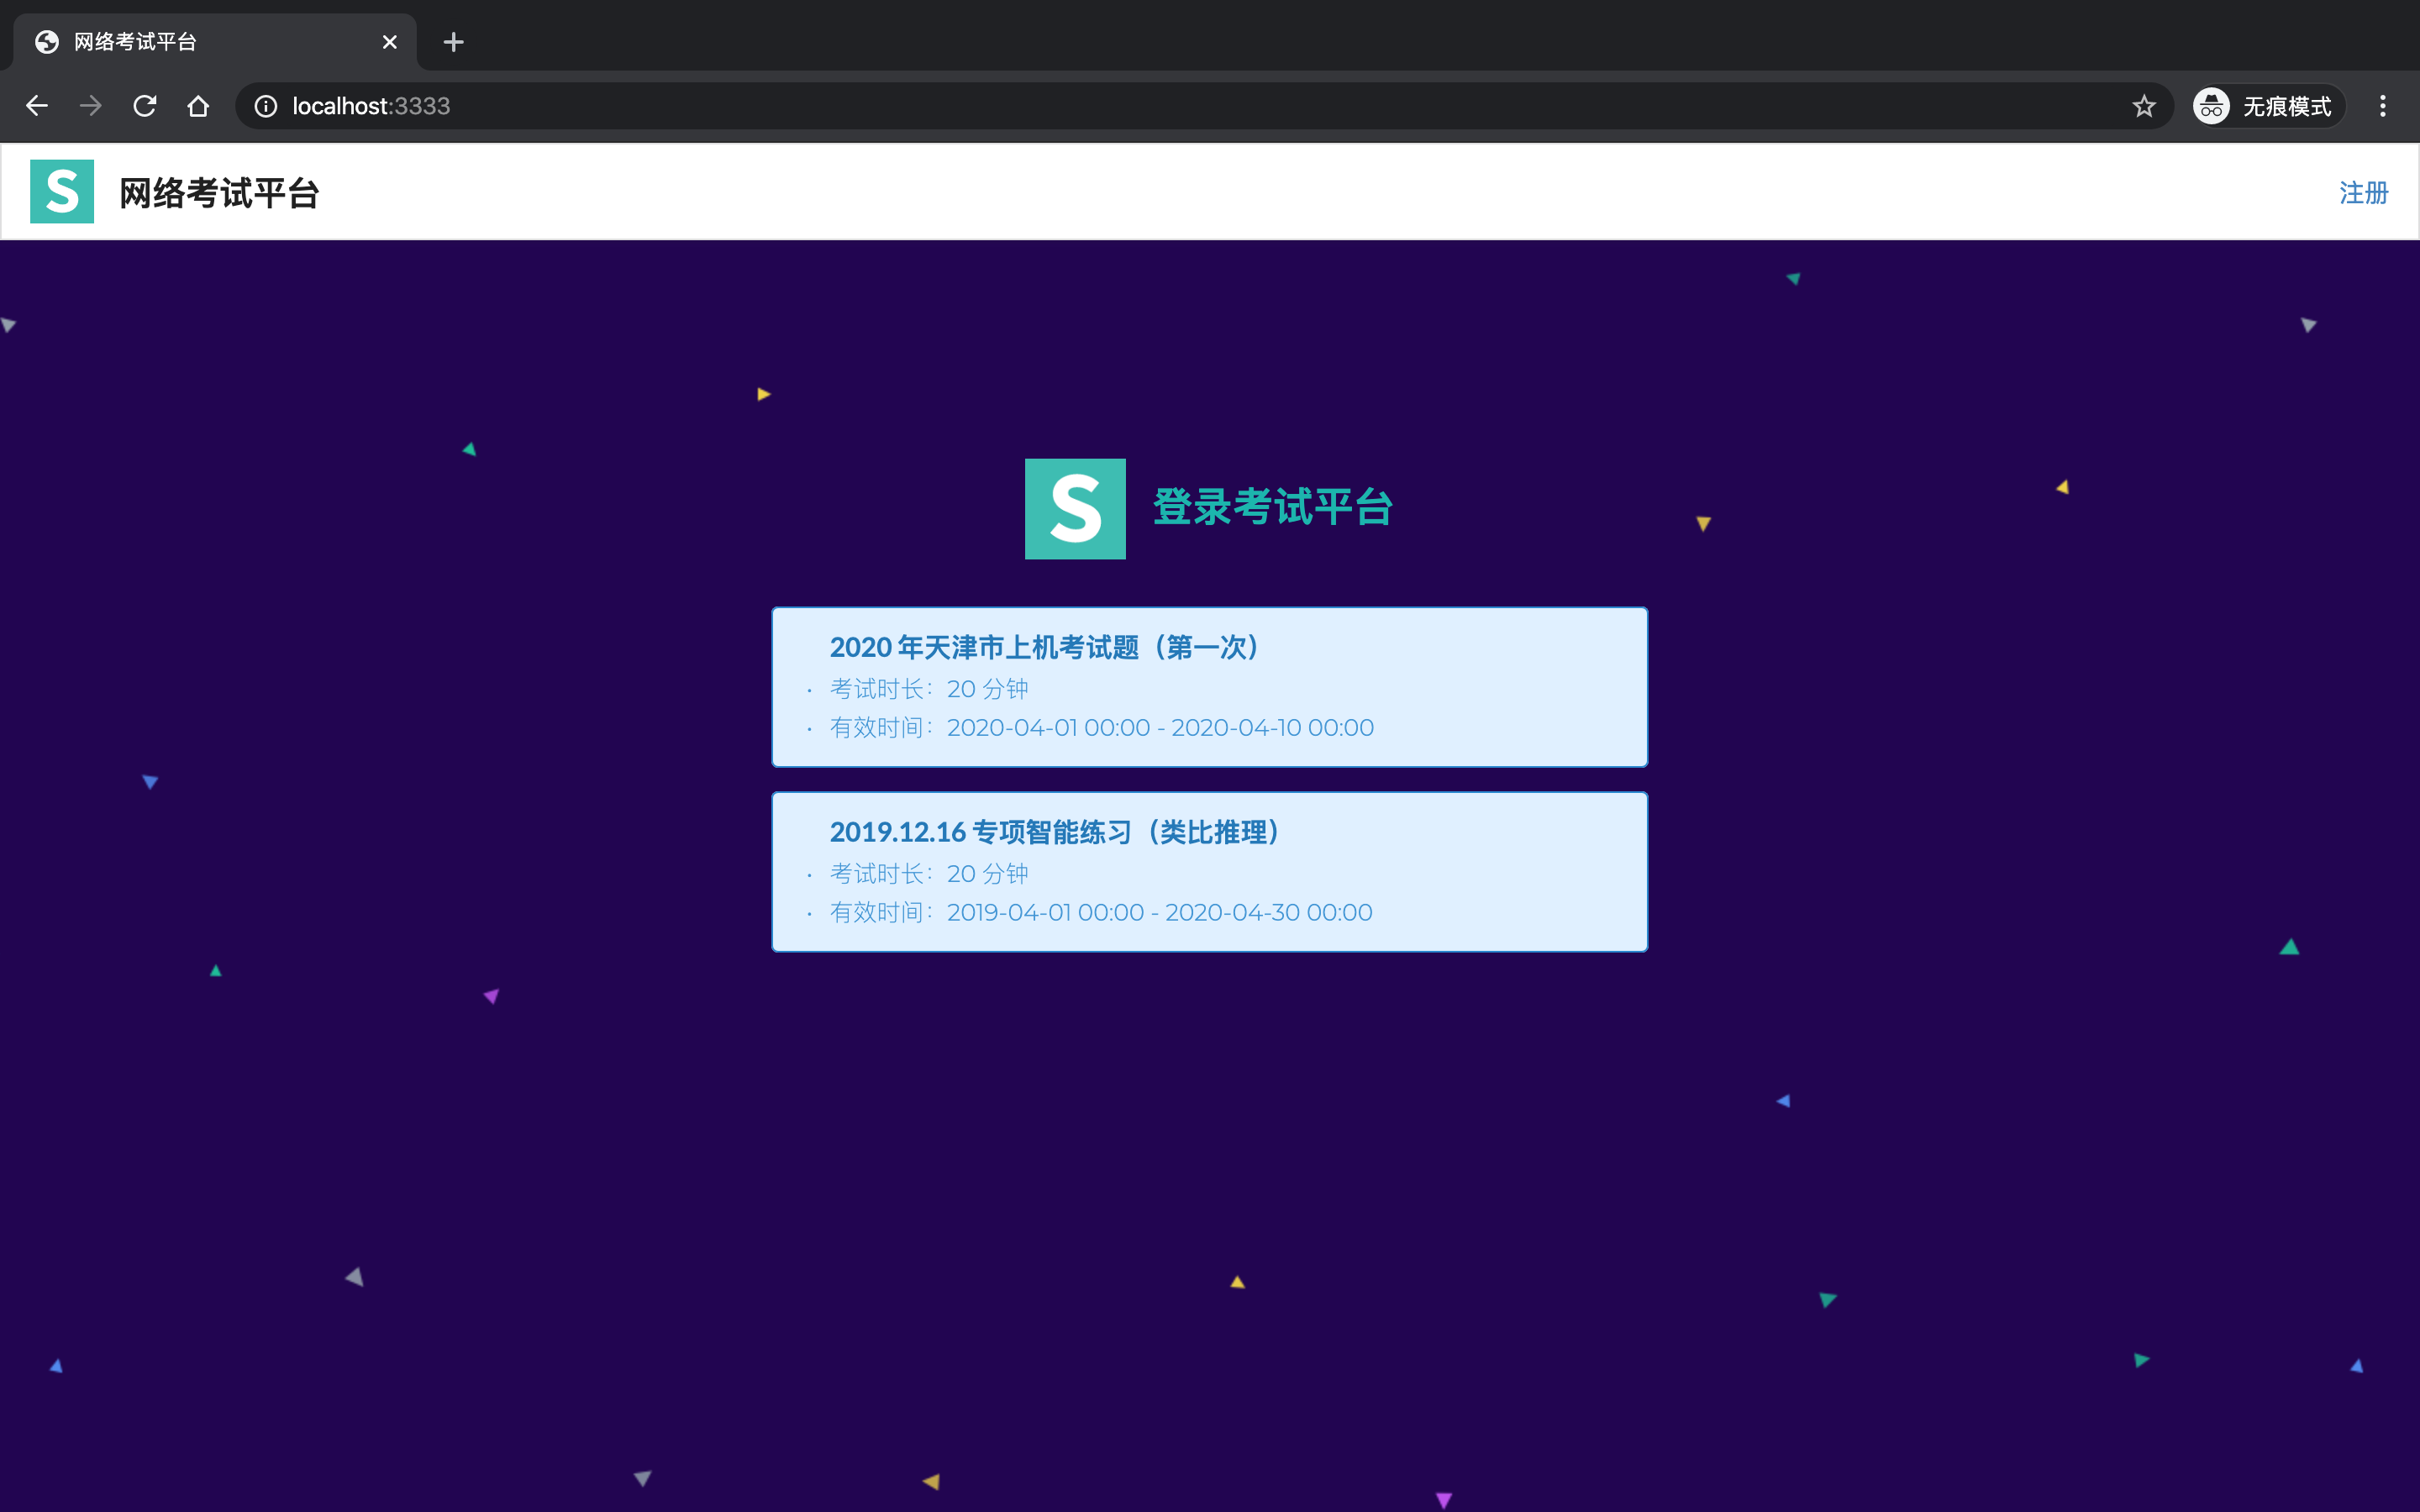 网络考试平台
localhost:3333
无痕模式
S 网络考试平台
注册
S 登录考试平台
2020 年天津市上机考试题（第一次）
· 考试时长：20 分钟
· 有效时间：2020-04-01 00:00 - 2020-04-10 00:00
2019.12.16 专项智能练习（类比推理）
· 考试时长：20 分钟
· 有效时间：2019-04-01 00:00 - 2020-04-30 00:00